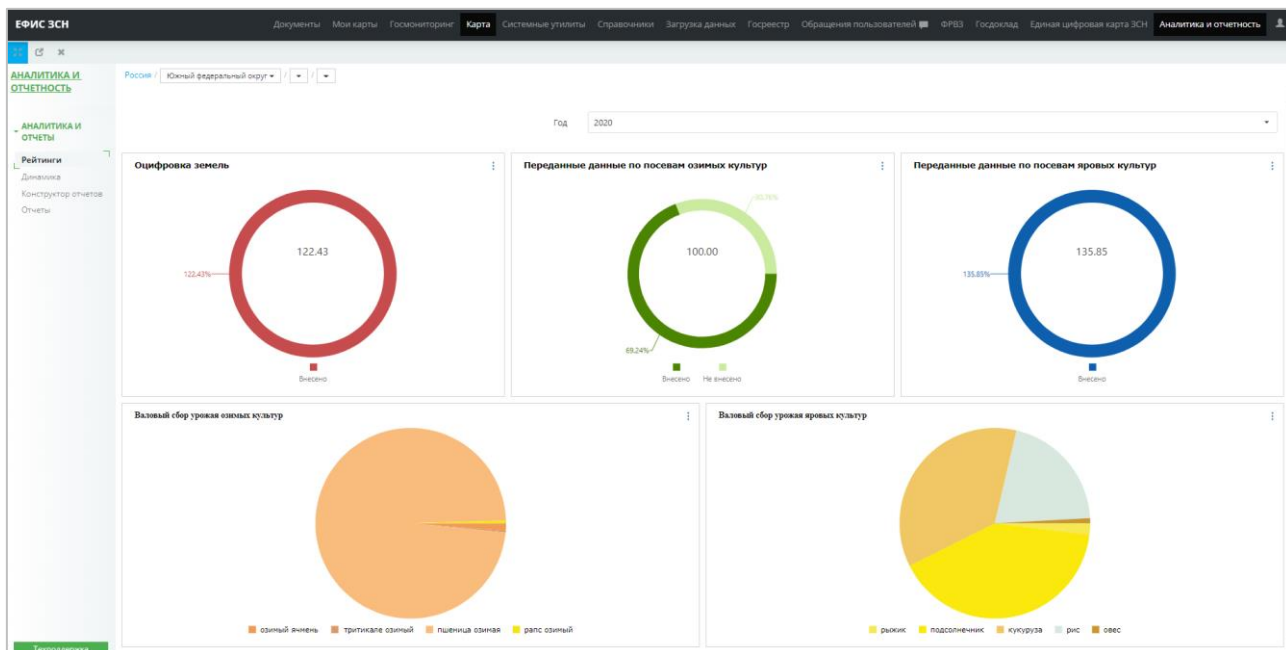 ЕФИС ЗСН
Документы Мои карты Госмониторинг Карта Системные утилиты Справочники Загрузка данных Госреестр Обращения пользователей ФРВЗ Госдоклад Единая цифровая карта ЗСН Аналитика и отчетность
АНАЛИТИКА И ОТЧЕТНОСТЬ
Россия / Южный федеральный округ / /
Год 2020
АНАЛИТИКА И ОТЧЕТЫ
Рейтинги
Динамика
Конструктор отчетов
Отчеты
Оцифровка земель
122.43
122.43%
Внесено
Переданные данные по посевам озимых культур
30.76%
100.00
69.24%
Внесено Не внесено
Переданные данные по посевам яровых культур
135.85
135.85%
Внесено
Валовый сбор урожая озимых культур
озимый ячмень тритикале озимый пшеница озимая рапс озимый
Валовый сбор урожая яровых культур
рыжик подсолнечник кукуруза рис овес
Техподдержка